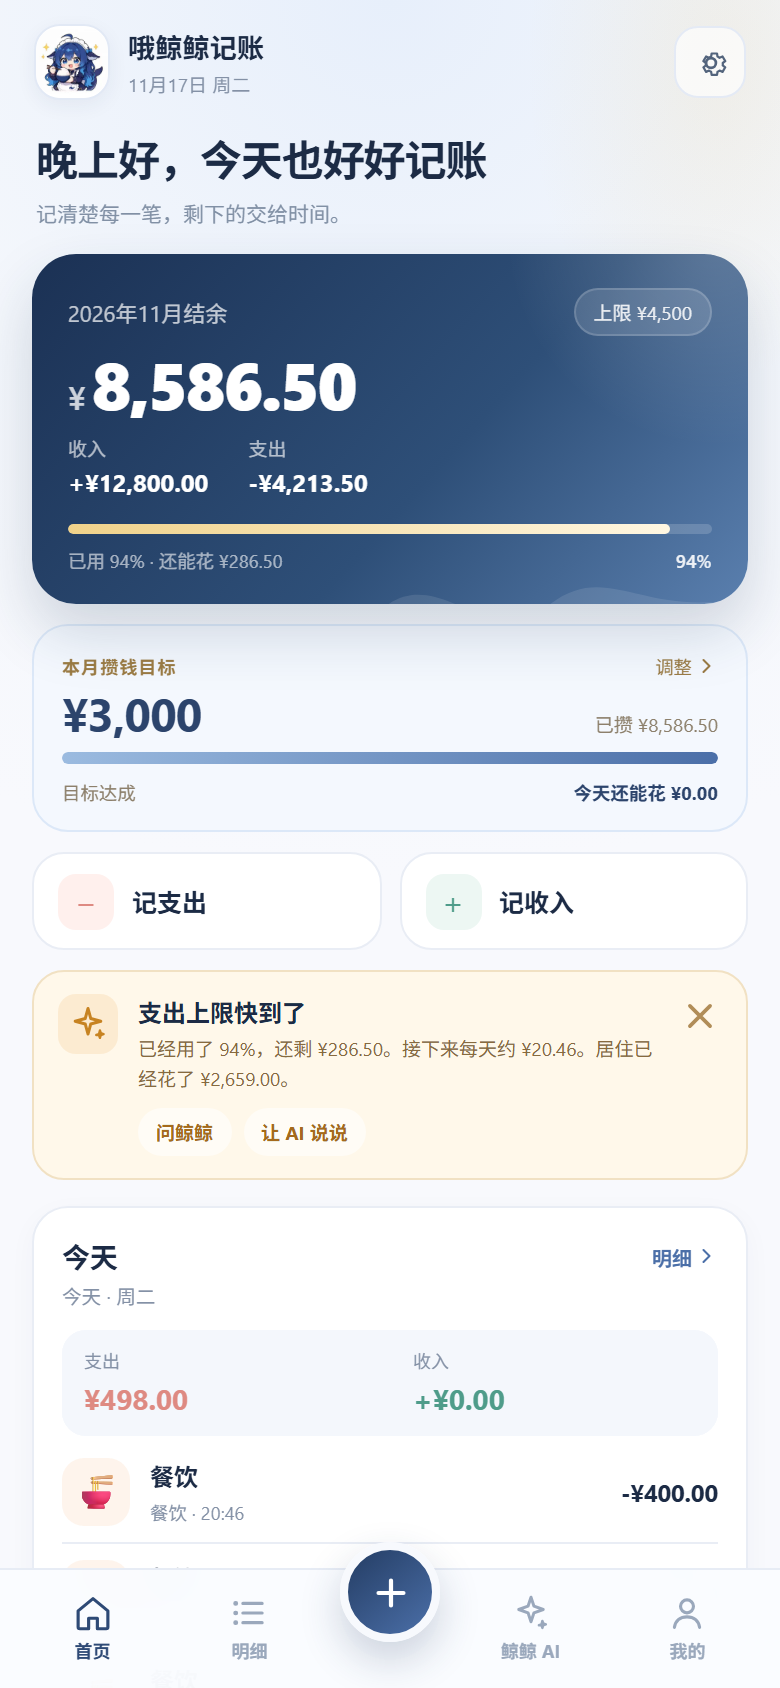 哦鲸鲸记账
11月17日 周二
晚上好，今天也好好记账
记清楚每一笔，剩下的交给时间。
2026年11月结余
上限 ¥4,500
¥ 8,586.50
收入
支出
+¥12,800.00
-¥4,213.50
已用 94% · 还能花 ¥286.50
94%
本月攒钱目标
调整
¥3,000
已攒 ¥8,586.50
目标达成
今天还能花 ¥0.00
记支出
记收入
支出上限快到了
已经用了 94%，还剩 ¥286.50。接下来每天约 ¥20.46。居住已
经花了 ¥2,659.00。
问鲸鲸
让 AI 说说
今天
明细
今天 · 周二
支出
收入
¥498.00
+¥0.00
餐饮
-¥400.00
餐饮 · 20:46
首页
明细
鲸鲸 AI
我的